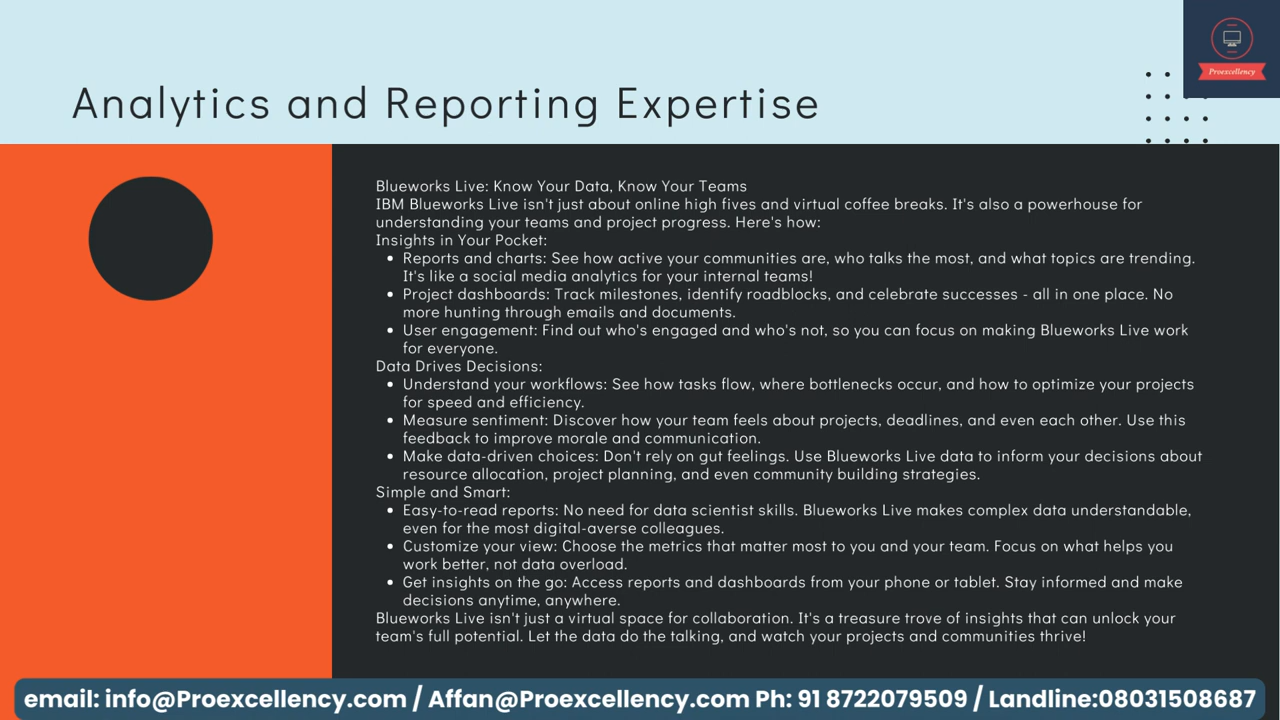 Proexcellency
Analytics and Reporting Expertise
Blueworks Live: Know Your Data, Know Your Teams
IBM Blueworks Live isn't just about online high fives and virtual coffee breaks. It's also a powerhouse for
understanding your teams and project progress. Here's how:
Insights in Your Pocket:
• Reports and charts: See how active your communities are, who talks the most, and what topics are trending.
It's like a social media analytics for your internal teams!
• Project dashboards: Track milestones, identify roadblocks, and celebrate successes - all in one place. No
more hunting through emails and documents.
• User engagement: Find out who's engaged and who's not, so you can focus on making Blueworks Live work
for everyone.
Data Drives Decisions:
• Understand your workflows: See how tasks flow, where bottlenecks occur, and how to optimize your projects
for speed and efficiency.
• Measure sentiment: Discover how your team feels about projects, deadlines, and even each other. Use this
feedback to improve morale and communication.
• Make data-driven choices: Don't rely on gut feelings. Use Blueworks Live data to inform your decisions about
resource allocation, project planning, and even community building strategies.
Simple and Smart:
• Easy-to-read reports: No need for data scientist skills. Blueworks Live makes complex data understandable,
even for the most digital-averse colleagues.
• Customize your view: Choose the metrics that matter most to you and your team. Focus on what helps you
work better, not data overload.
• Get insights on the go: Access reports and dashboards from your phone or tablet. Stay informed and make
decisions anytime, anywhere.
Blueworks Live isn't just a virtual space for collaboration. It's a treasure trove of insights that can unlock your
team's full potential. Let the data do the talking, and watch your projects and communities thrive!
email: info@Proexcellency.com / Affan@Proexcellency.com Ph: 91 8722079509 / Landline:08031508687